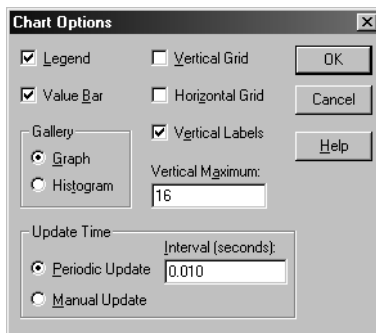 Chart Options
Legend
Vertical Grid
OK
Value Bar
Horizontal Grid
Cancel
Gallery
Vertical Labels
Help
Graph
Histogram
Vertical Maximum:
16
Update Time
Interval (seconds):
Periodic Update
0.010
Manual Update